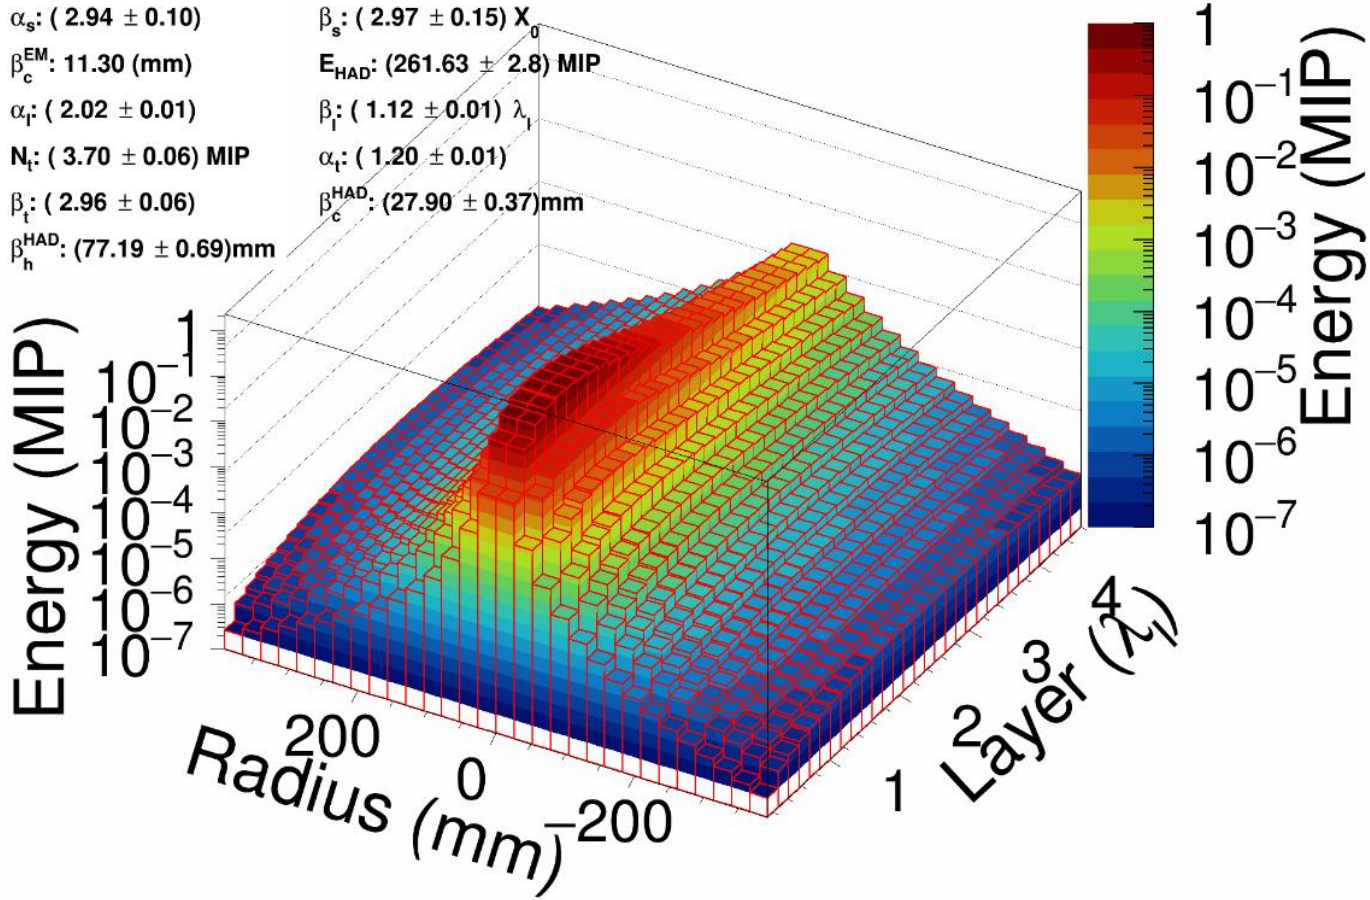 αs: ( 2.94 ± 0.10) βs: ( 2.97 ± 0.15) X0
βcEM: 11.30 (mm) EHAD: (261.63 ± 2.8) MIP
αl: ( 2.02 ± 0.01) βl: ( 1.12 ± 0.01) λI
Nt: ( 3.70 ± 0.06) MIP αt: ( 1.20 ± 0.01)
βt: ( 2.96 ± 0.06) βcHAD: (27.90 ± 0.37)mm
βhHAD: (77.19 ± 0.69)mm
Energy (MIP)
1
10−1
10−2
10−3
10−4
10−5
10−6
10−7
Radius (mm)
200
0
−200
Layer (λI)
1
2
3
4
1
10−1
10−2
10−3
10−4
10−5
10−6
10−7
Energy (MIP)